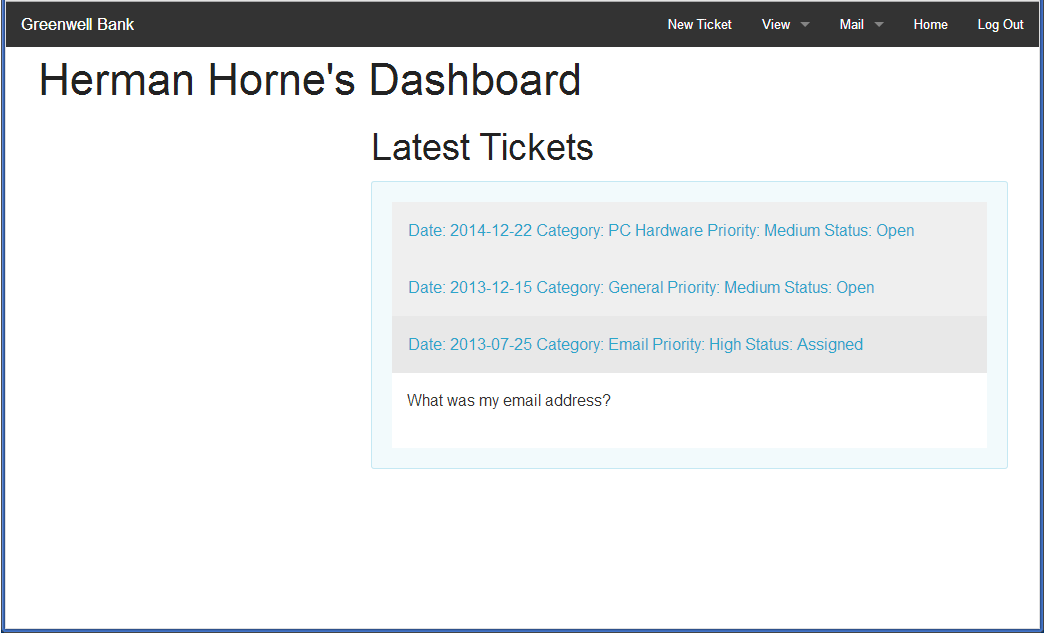 Greenwell Bank New Ticket View Mail Home Log Out
Herman Horne's Dashboard
Latest Tickets
Date: 2014-12-22 Category: PC Hardware Priority: Medium Status: Open
Date: 2013-12-15 Category: General Priority: Medium Status: Open
Date: 2013-07-25 Category: Email Priority: High Status: Assigned
What was my email address?